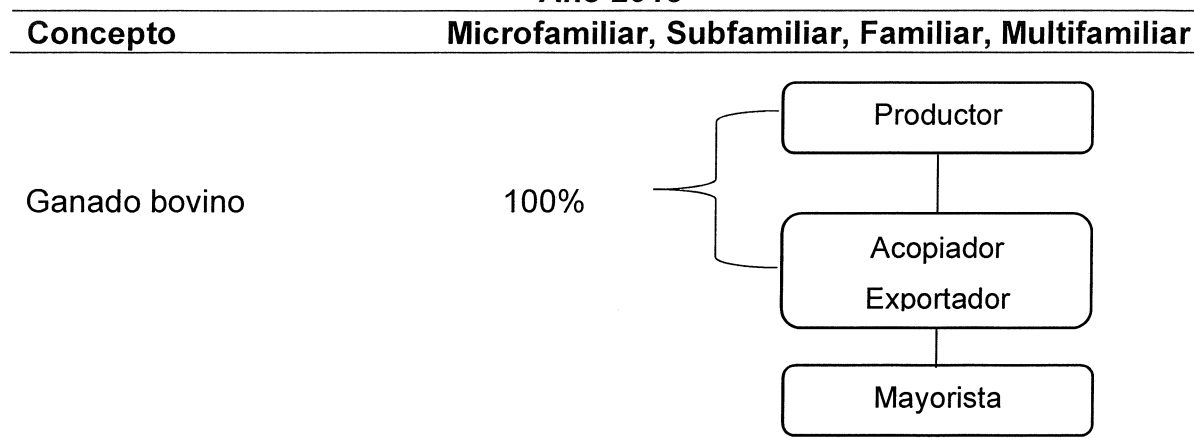 Concepto Microfamiliar, Subfamiliar, Familiar, Multifamiliar
Productor
Ganado bovino 100%
Acopiador
Exportador
Mayorista